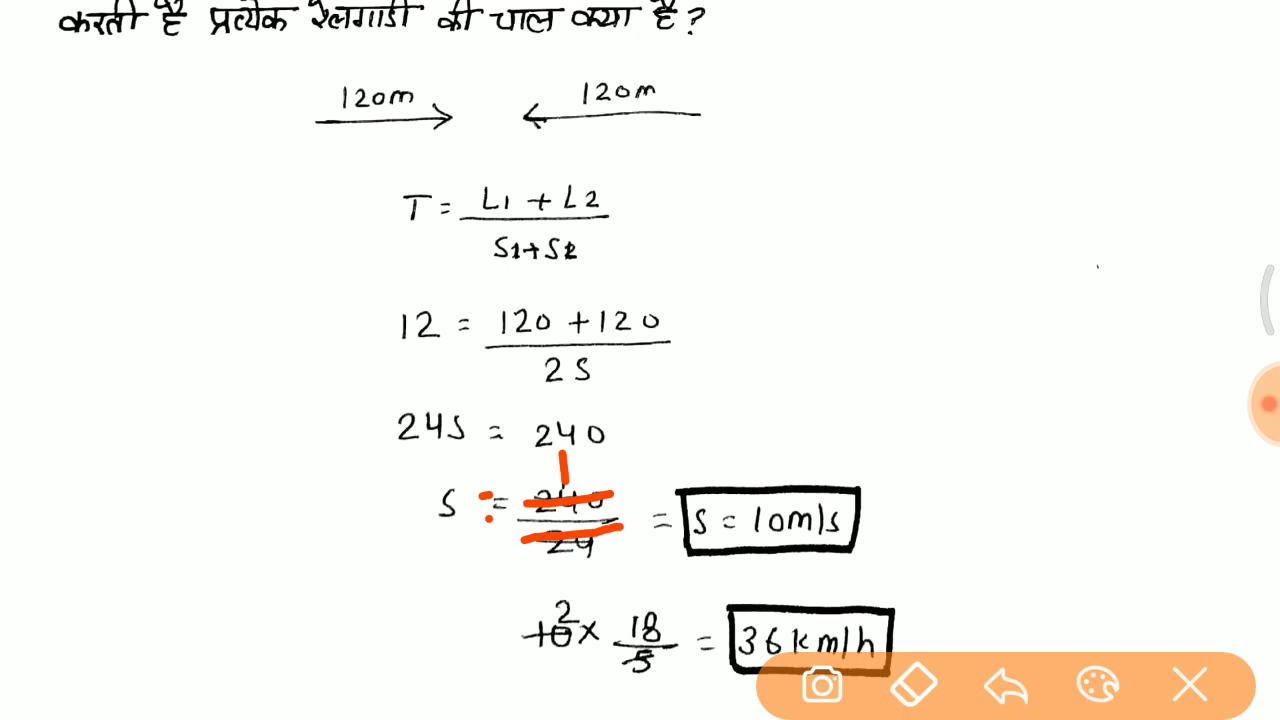 करती है प्रत्येक रेलगाडी की चाल क्या है?
120m 120m
T = L1 + L2 / S1+S2
12 = 120 +120 / 2S
24S = 240
S = 240 / 24 = S = 10m/s
2
10 × 18 / 5 = 36km/h